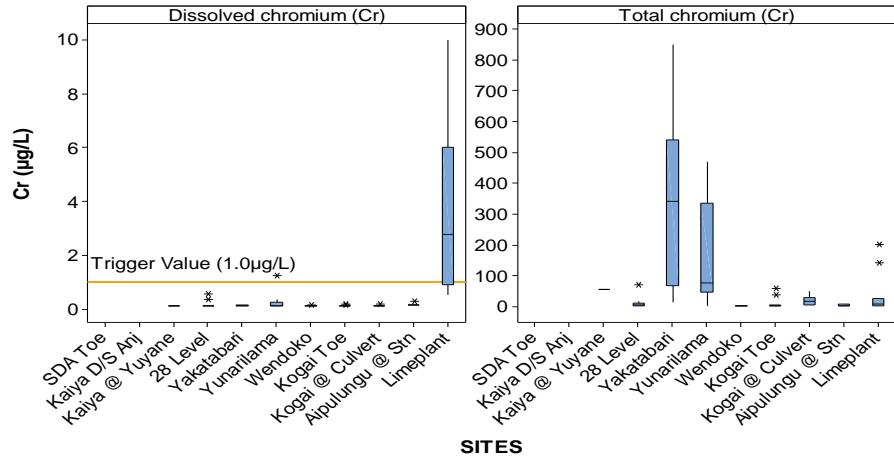 Dissolved chromium (Cr)
Total chromium (Cr)
Cr (µg/L)
10
8
6
4
2
0
Trigger Value (1.0µg/L)
900
800
700
600
500
400
300
200
100
0
SDA Toe
Kaiya D/S Anj
Kaiya @ Yuyane
28 Level
Yakatabari
Yunarilama
Wendoko
Kogai Toe
Kogai @ Culvert
Aipulungu @ Stn
Limeplant
SDA Toe
Kaiya D/S Anj
Kaiya @ Yuyane
28 Level
Yakatabari
Yunarilama
Wendoko
Kogai Toe
Kogai @ Culvert
Aipulungu @ Stn
Limeplant
SITES